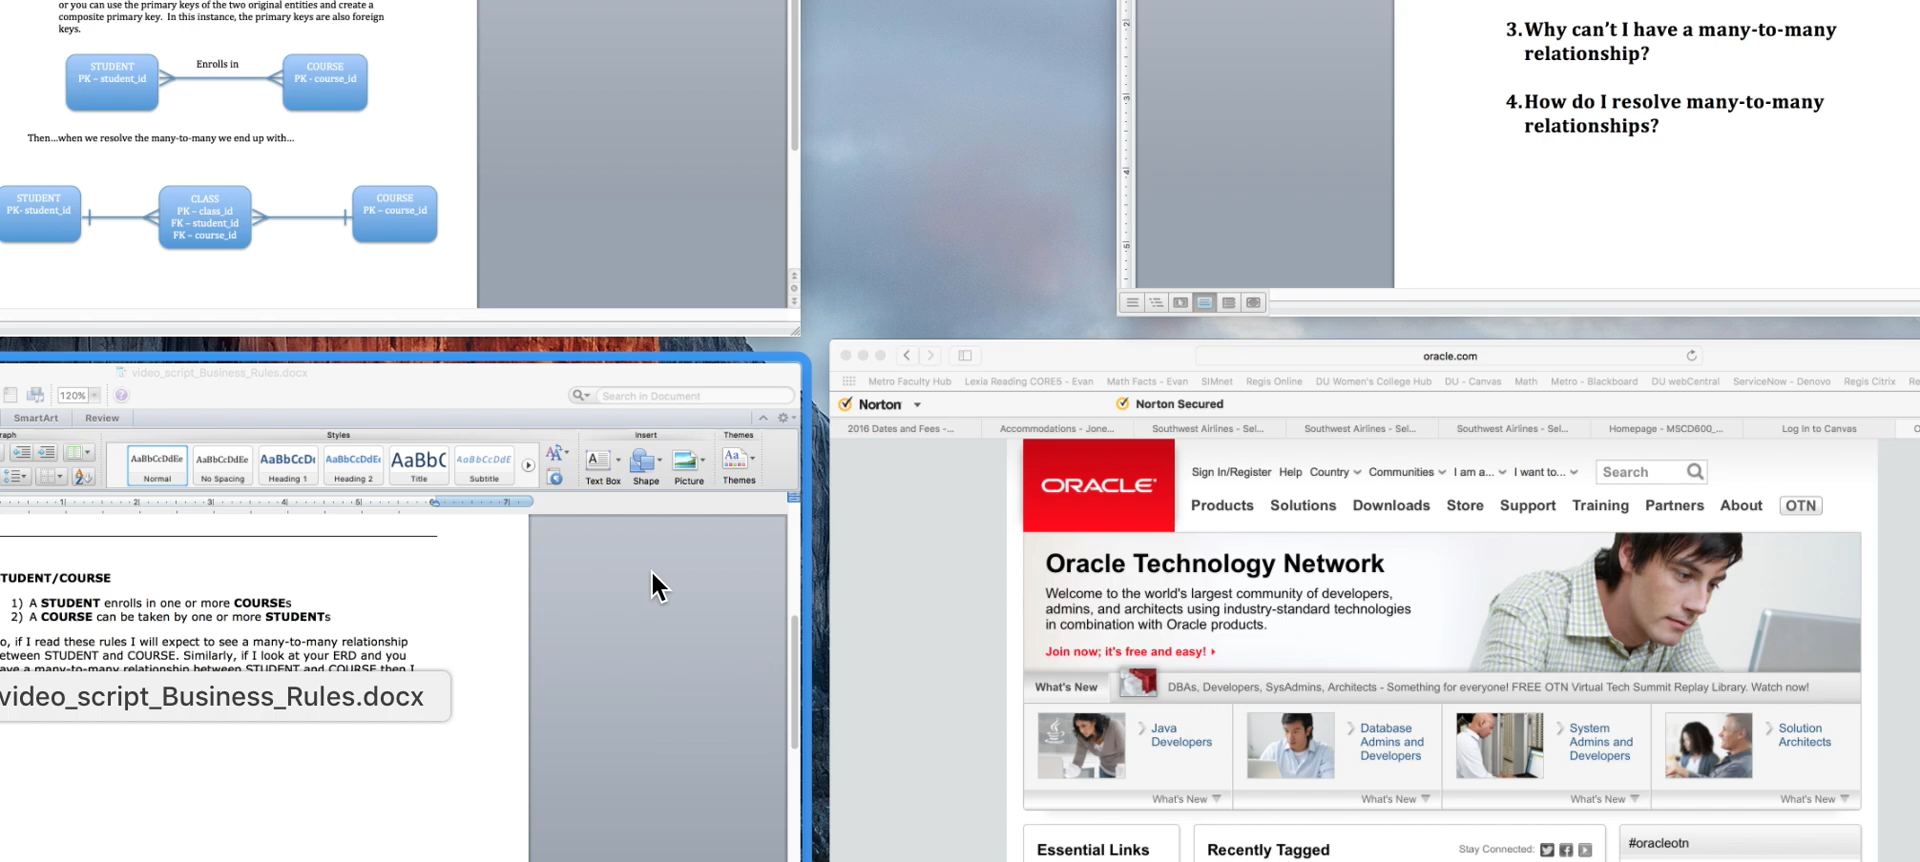 or you can use the primary keys of the two original entities and create a
composite primary key. In this instance, the primary keys are also foreign
keys.
STUDENT
PK – student_id
Enrolls in
COURSE
PK - course_id
Then...when we resolve the many-to-many we end up with...
STUDENT
PK- student_id
CLASS
PK – class_id
FK – student_id
FK – course_id
COURSE
PK – course_id
3. Why can't I have a many-to-many
relationship?
4. How do I resolve many-to-many
relationships?
video_script_Business_Rules.docx
120%
Search in Document
SmartArt
Review
Styles
Insert
Themes
AaBbCcDdEe
Normal
AaBbCcDdEe
No Spacing
AaBbCcDd
Heading 1
AaBbCcDdEe
Heading 2
AaBbC
Title
AaBbCcDdE
Subtitle
Text Box
Shape
Picture
Themes
TUDENT/COURSE
1) A STUDENT enrolls in one or more COURSEs
2) A COURSE can be taken by one or more STUDENTs
o, if I read these rules I will expect to see a many-to-many relationship
etween STUDENT and COURSE. Similarly, if I look at your ERD and you
ave a many-to-many relationship between STUDENT and COURSE then I
video_script_Business_Rules.docx
oracle.com
Metro Faculty Hub
Lexia Reading CORE5 - Evan
Math Facts - Evan
SIMnet
Regis Online
DU Women's College Hub
DU - Canvas
Math
Metro - Blackboard
DU webCentral
ServiceNow - Denovo
Regis Citrix
Norton
Norton Secured
2016 Dates and Fees -...
Accommodations - Jone...
Southwest Airlines - Sel...
Southwest Airlines - Sel...
Southwest Airlines - Sel...
Homepage - MSCD600_...
Log In to Canvas
ORACLE
Sign In/Register Help Country Communities I am a... I want to... Search
Products Solutions Downloads Store Support Training Partners About OTN
Oracle Technology Network
Welcome to the world's largest community of developers,
admins, and architects using industry-standard technologies
in combination with Oracle products.
Join now; it's free and easy!
What's New
DBAs, Developers, SysAdmins, Architects - Something for everyone! FREE OTN Virtual Tech Summit Replay Library. Watch now!
Java
Developers
Database
Admins and
Developers
System
Admins and
Developers
Solution
Architects
What's New
What's New
What's New
What's New
Essential Links
Recently Tagged
Stay Connected:
#oracleotn